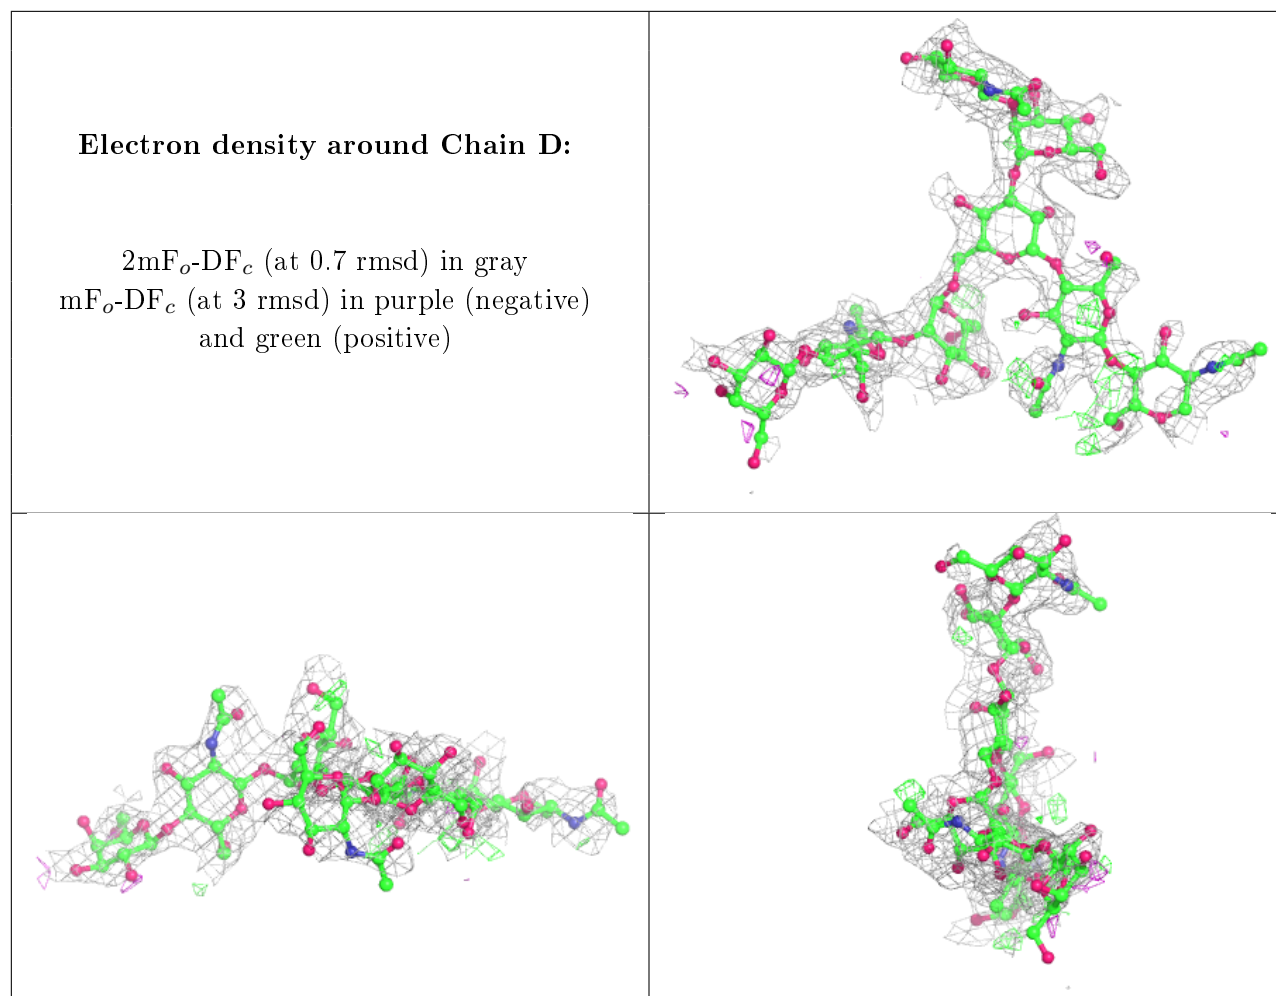 Electron density around Chain D:
2mFₒ-DF𝒸 (at 0.7 rmsd) in gray
mFₒ-DF𝒸 (at 3 rmsd) in purple (negative)
and green (positive)